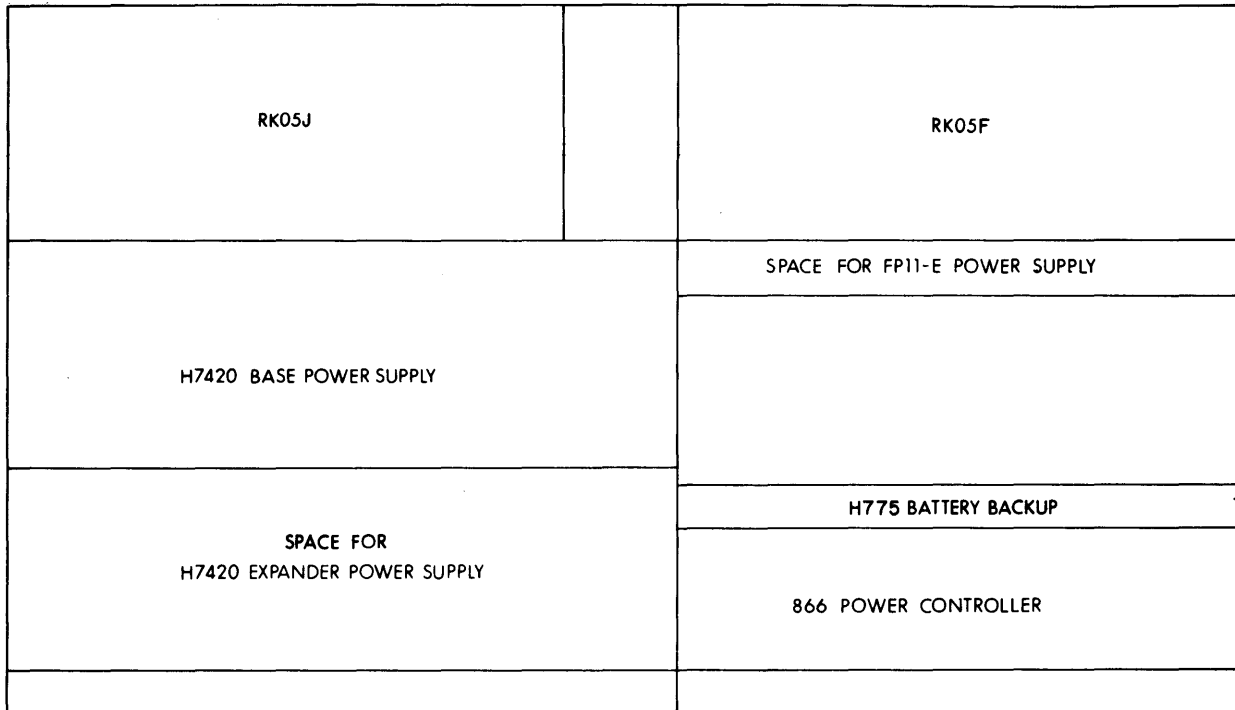 RK05J
RK05F
SPACE FOR FP11-E POWER SUPPLY
H7420 BASE POWER SUPPLY
H775 BATTERY BACKUP
SPACE FOR
H7420 EXPANDER POWER SUPPLY
866 POWER CONTROLLER